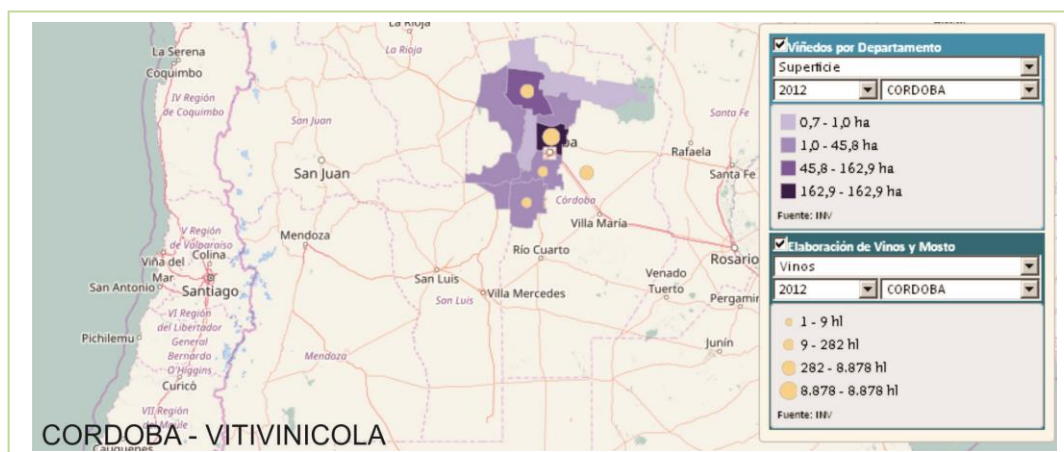 La Rioja
La Serena
Coquimbo
La Rioja
IV Región
de Coquimbo
San Juan
Santa Fe
Rafaela
San Juan
Santa Fe
Córdoba
Villa María
V Región
de Valparaíso
Colina
Mendoza
Río Cuarto
Rosario
Viña del
Mar
San Luis
Venado
Tuerto
San Antonio
Santiago
San Luis
Villa Mercedes
Pergamin
VI Región
del Libertador
General
Bernardo
O'Higgins
Pichilemu
Junín
Mendoza
Curicó
VII Región
del Maule
Cauquenes
CORDOBA - VITIVINICOLA
Viñedos por Departamento
Superficie
2012 CORDOBA
0,7 - 1,0 ha
1,0 - 45,8 ha
45,8 - 162,9 ha
162,9 - 162,9 ha
Fuente: INV
Elaboración de Vinos y Mosto
Vinos
2012 CORDOBA
1 - 9 hl
9 - 282 hl
282 - 8.878 hl
8.878 - 8.878 hl
Fuente: INV